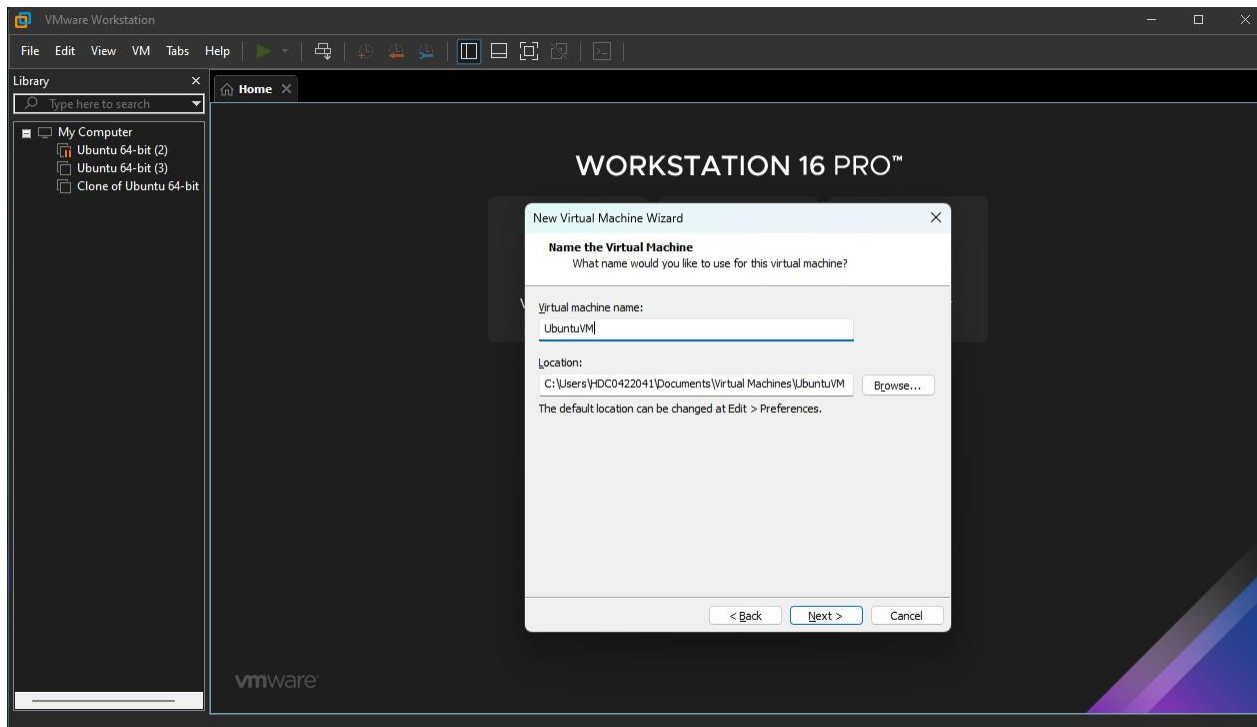 VMware Workstation
File Edit View VM Tabs Help
Library
Home
Type here to search
My Computer
Ubuntu 64-bit (2)
Ubuntu 64-bit (3)
Clone of Ubuntu 64-bit
WORKSTATION 16 PRO™
New Virtual Machine Wizard
Name the Virtual Machine
What name would you like to use for this virtual machine?
Virtual machine name:
UbuntuVM
Location:
C:\Users\HDC0422041\Documents\Virtual Machines\UbuntuVM Browse...
The default location can be changed at Edit > Preferences.
< Back Next > Cancel
vmware